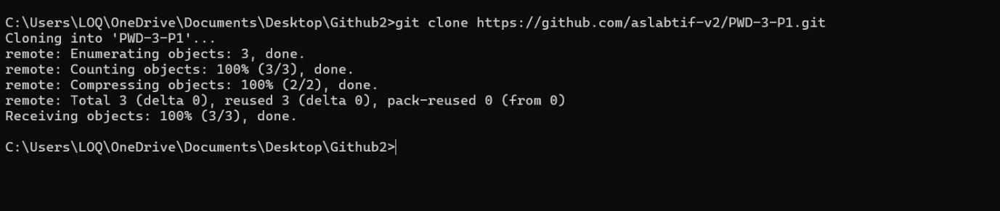 C:\Users\LOQ\OneDrive\Documents\Desktop\Github2>git clone https://github.com/aslabtif-v2/PWD-3-P1.git
Cloning into 'PWD-3-P1'...
remote: Enumerating objects: 3, done.
remote: Counting objects: 100% (3/3), done.
remote: Compressing objects: 100% (2/2), done.
remote: Total 3 (delta 0), reused 3 (delta 0), pack-reused 0 (from 0)
Receiving objects: 100% (3/3), done.
C:\Users\LOQ\OneDrive\Documents\Desktop\Github2>